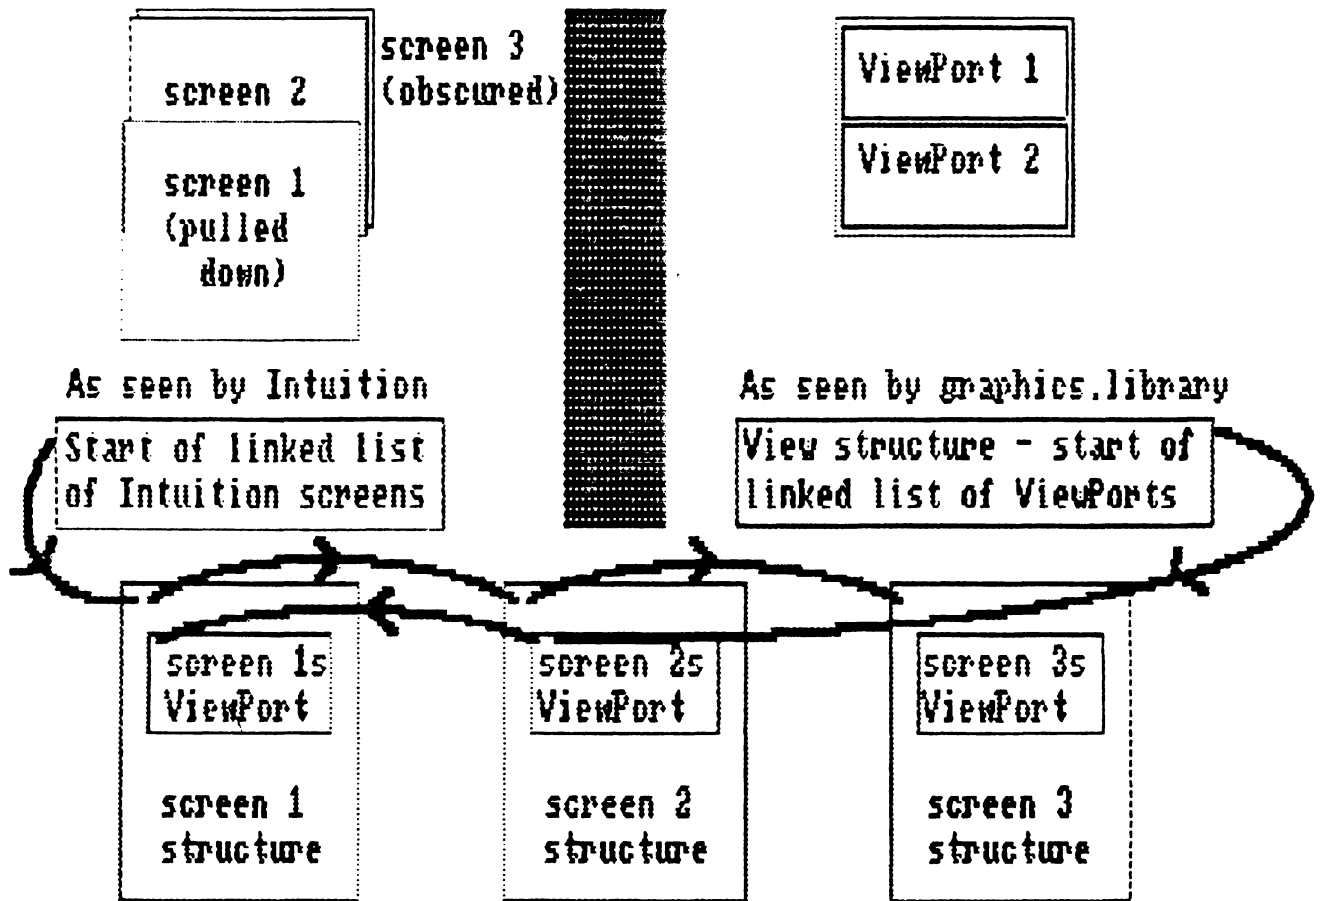 screen 3
(obscured)
screen 2
screen 1
(pulled
down)
ViewPort 1
ViewPort 2
As seen by Intuition
Start of linked list
of Intuition screens
As seen by graphics.library
View structure - start of
linked list of ViewPorts
screen 1s
ViewPort
screen 1
structure
screen 2s
ViewPort
screen 2
structure
screen 3s
ViewPort
screen 3
structure